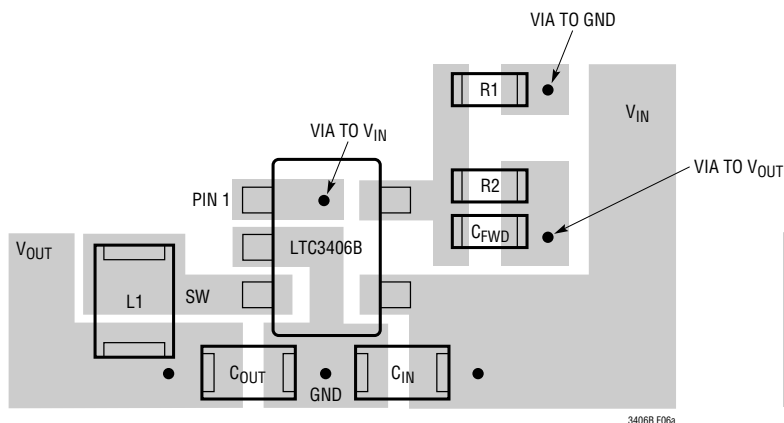 VIA TO GND
R1
VIN
VIA TO VIN
R2
VIA TO VOUT
PIN 1
CFWD
LTC3406B
VOUT
L1
SW
COUT
CIN
GND
3406B F06a